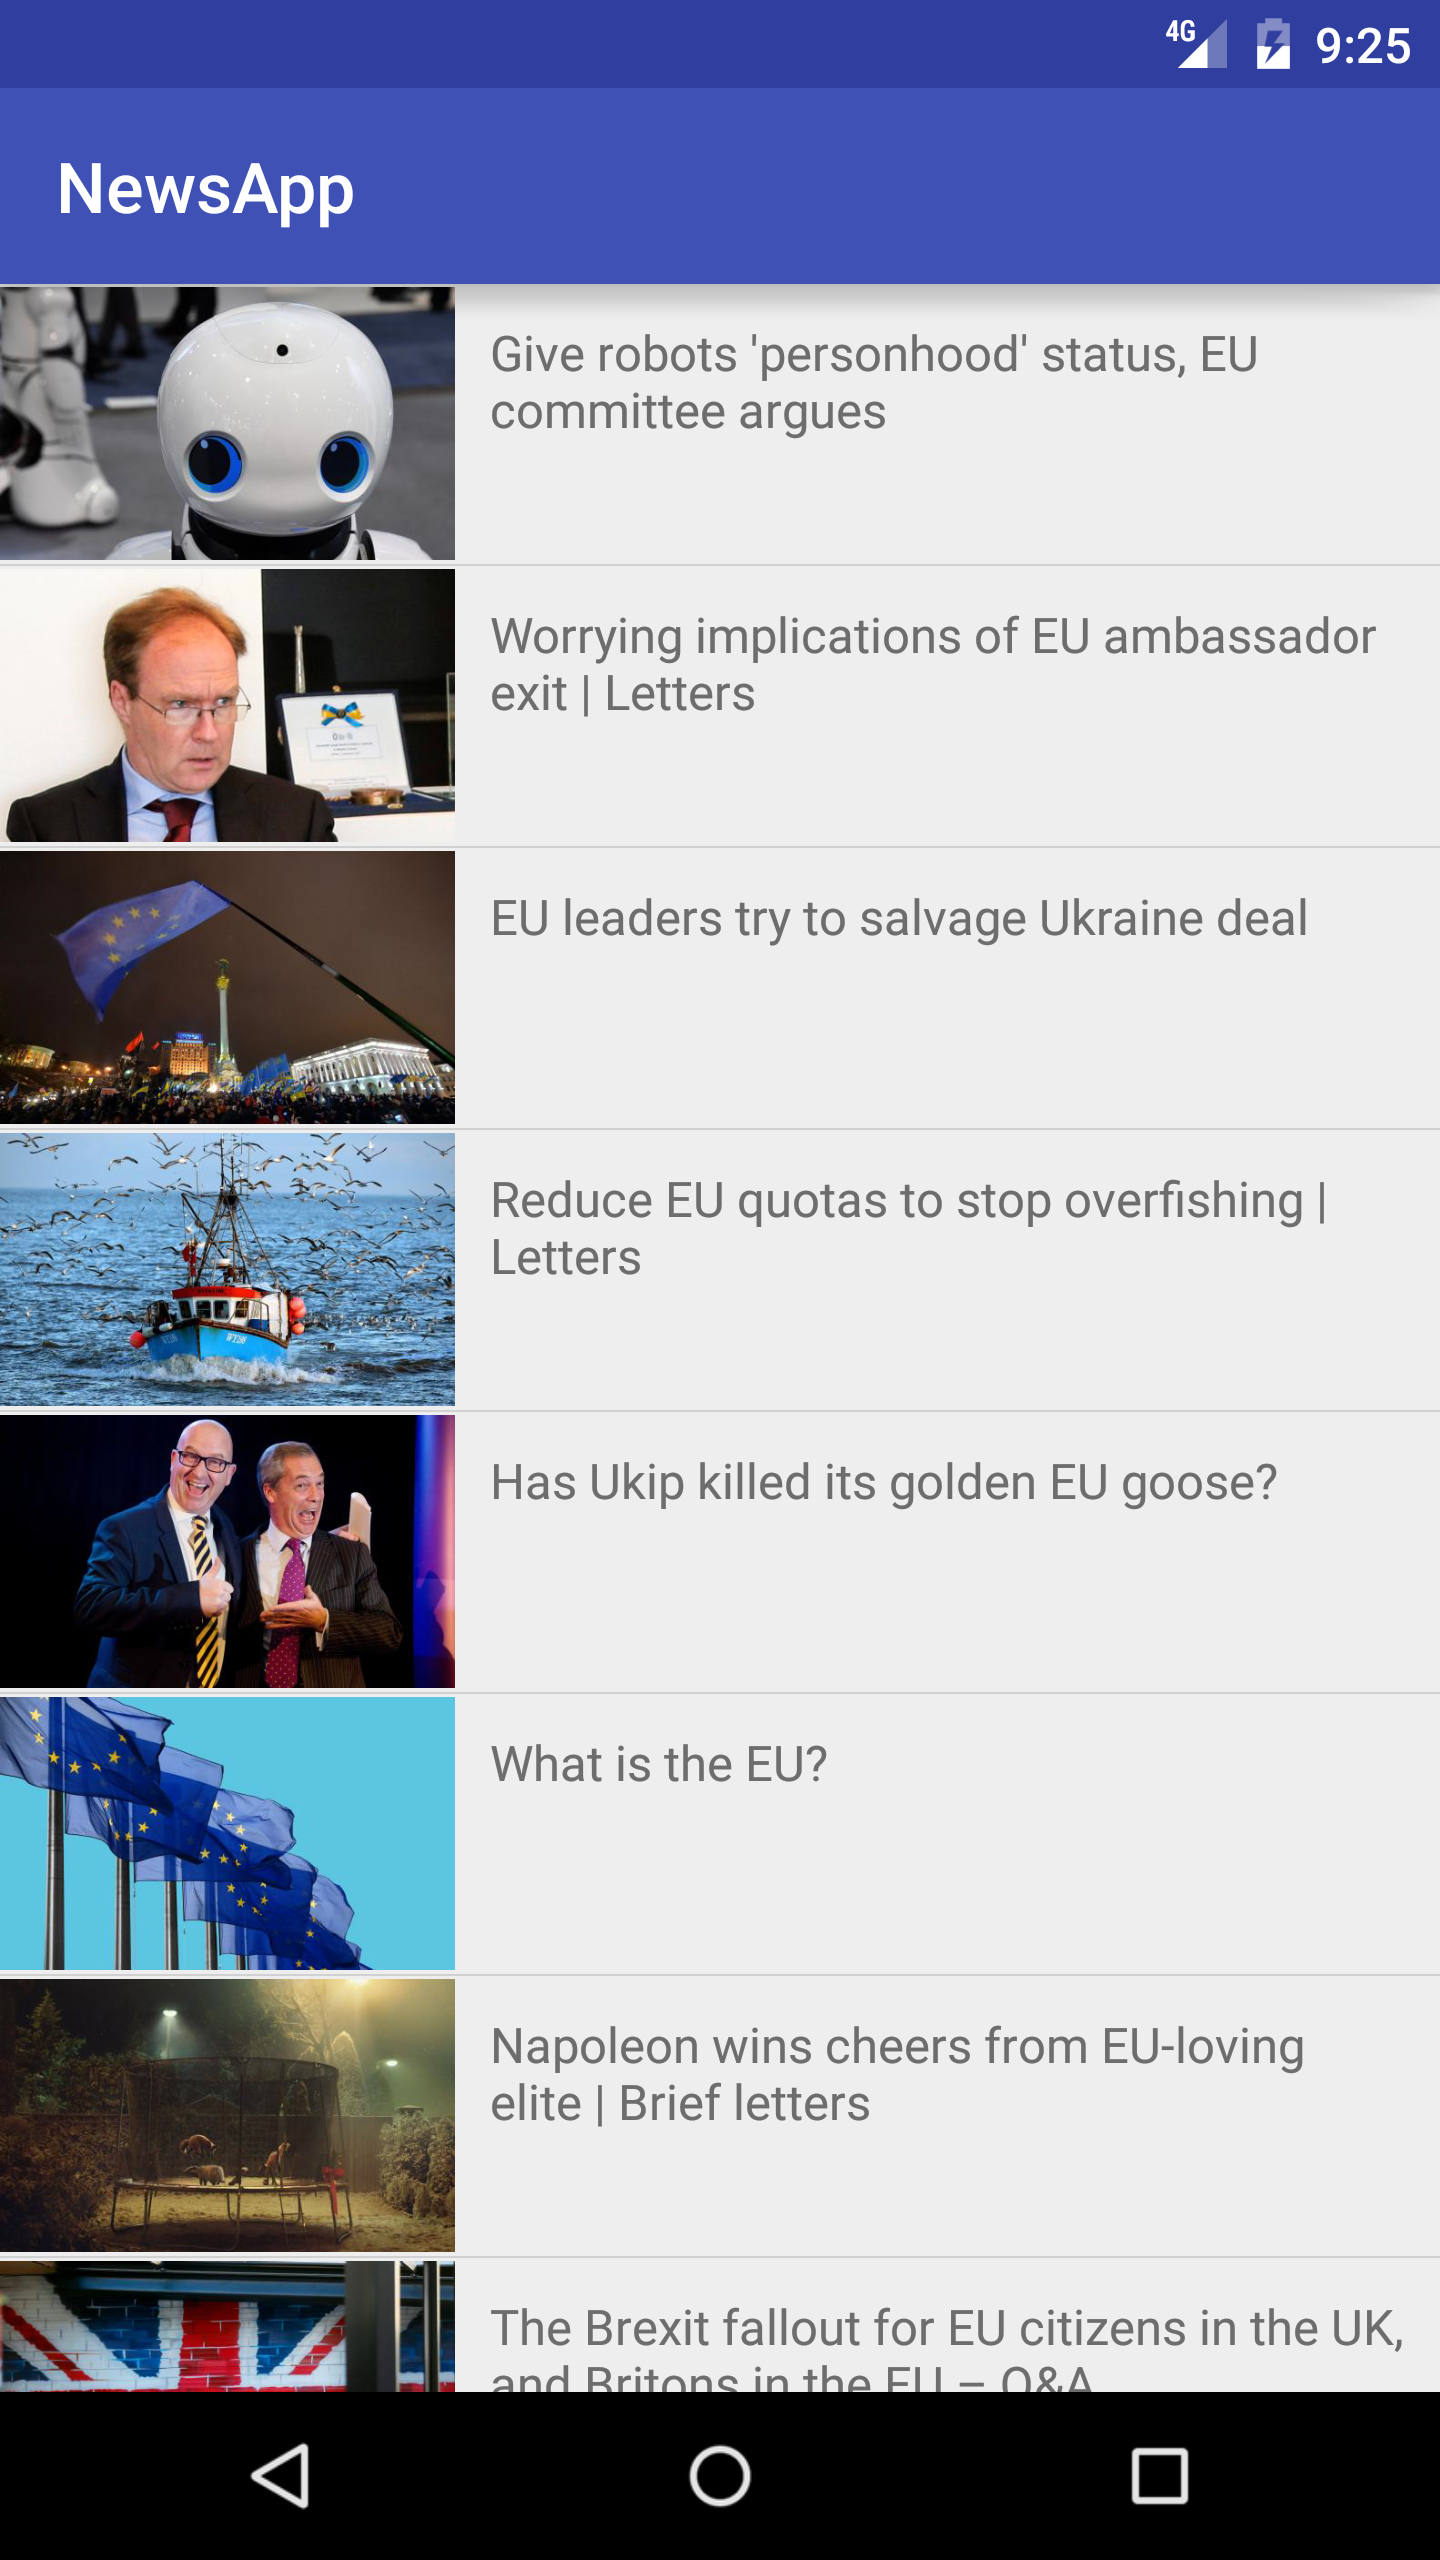 4G 9:25
NewsApp
Give robots 'personhood' status, EU
committee argues
Worrying implications of EU ambassador
exit | Letters
EU leaders try to salvage Ukraine deal
Reduce EU quotas to stop overfishing |
Letters
Has Ukip killed its golden EU goose?
What is the EU?
Napoleon wins cheers from EU-loving
elite | Brief letters
The Brexit fallout for EU citizens in the UK,
and Britons in the EU – Q&A